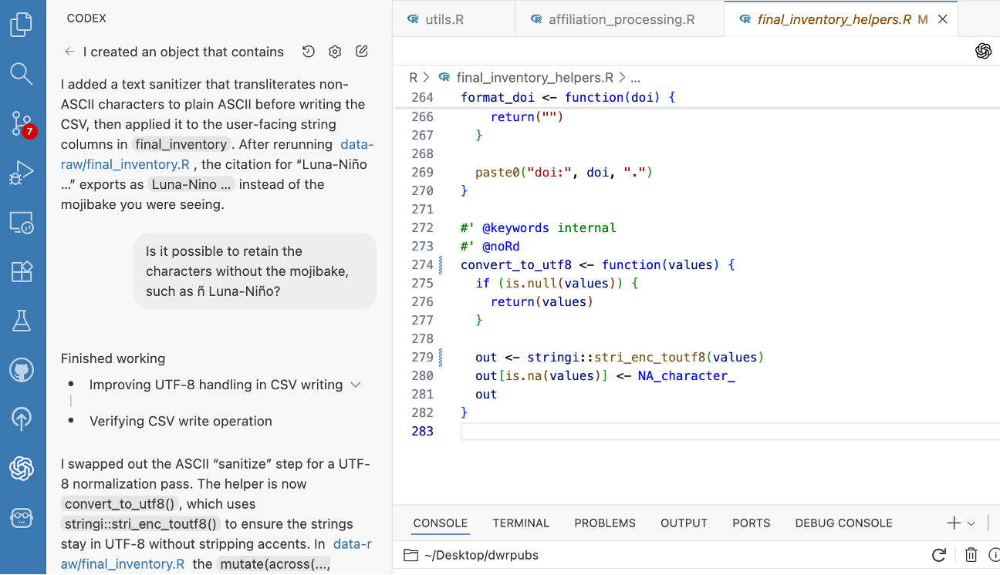 CODEX
I created an object that contains
I added a text sanitizer that transliterates non-
ASCII characters to plain ASCII before writing the
CSV, then applied it to the user-facing string
columns in final_inventory. After rerunning data-
raw/final_inventory.R , the citation for “Luna-Niño
...” exports as Luna-Nino ... instead of the
mojibake you were seeing.
Is it possible to retain the
characters without the mojibake,
such as ñ Luna-Niño?
Finished working
• Improving UTF-8 handling in CSV writing
• Verifying CSV write operation
I swapped out the ASCII “sanitize” step for a UTF-
8 normalization pass. The helper is now
convert_to_utf8() , which uses
stringi::stri_enc_toutf8() to ensure the strings
stay in UTF-8 without stripping accents. In data-r
aw/final_inventory.R the mutate(across(...,
7
utils.R
affiliation_processing.R
final_inventory_helpers.R M
R > final_inventory_helpers.R > ...
264 format_doi <- function(doi) {
266 return("")
267 }
268
269 paste0("doi:", doi, ".")
270 }
271
272 #' @keywords internal
273 #' @noRd
274 convert_to_utf8 <- function(values) {
275 if (is.null(values)) {
276 return(values)
277 }
278
279 out <- stringi::stri_enc_toutf8(values)
280 out[is.na(values)] <- NA_character_
281 out
282 }
283
CONSOLE TERMINAL PROBLEMS OUTPUT PORTS DEBUG CONSOLE
~/Desktop/dwrpubs